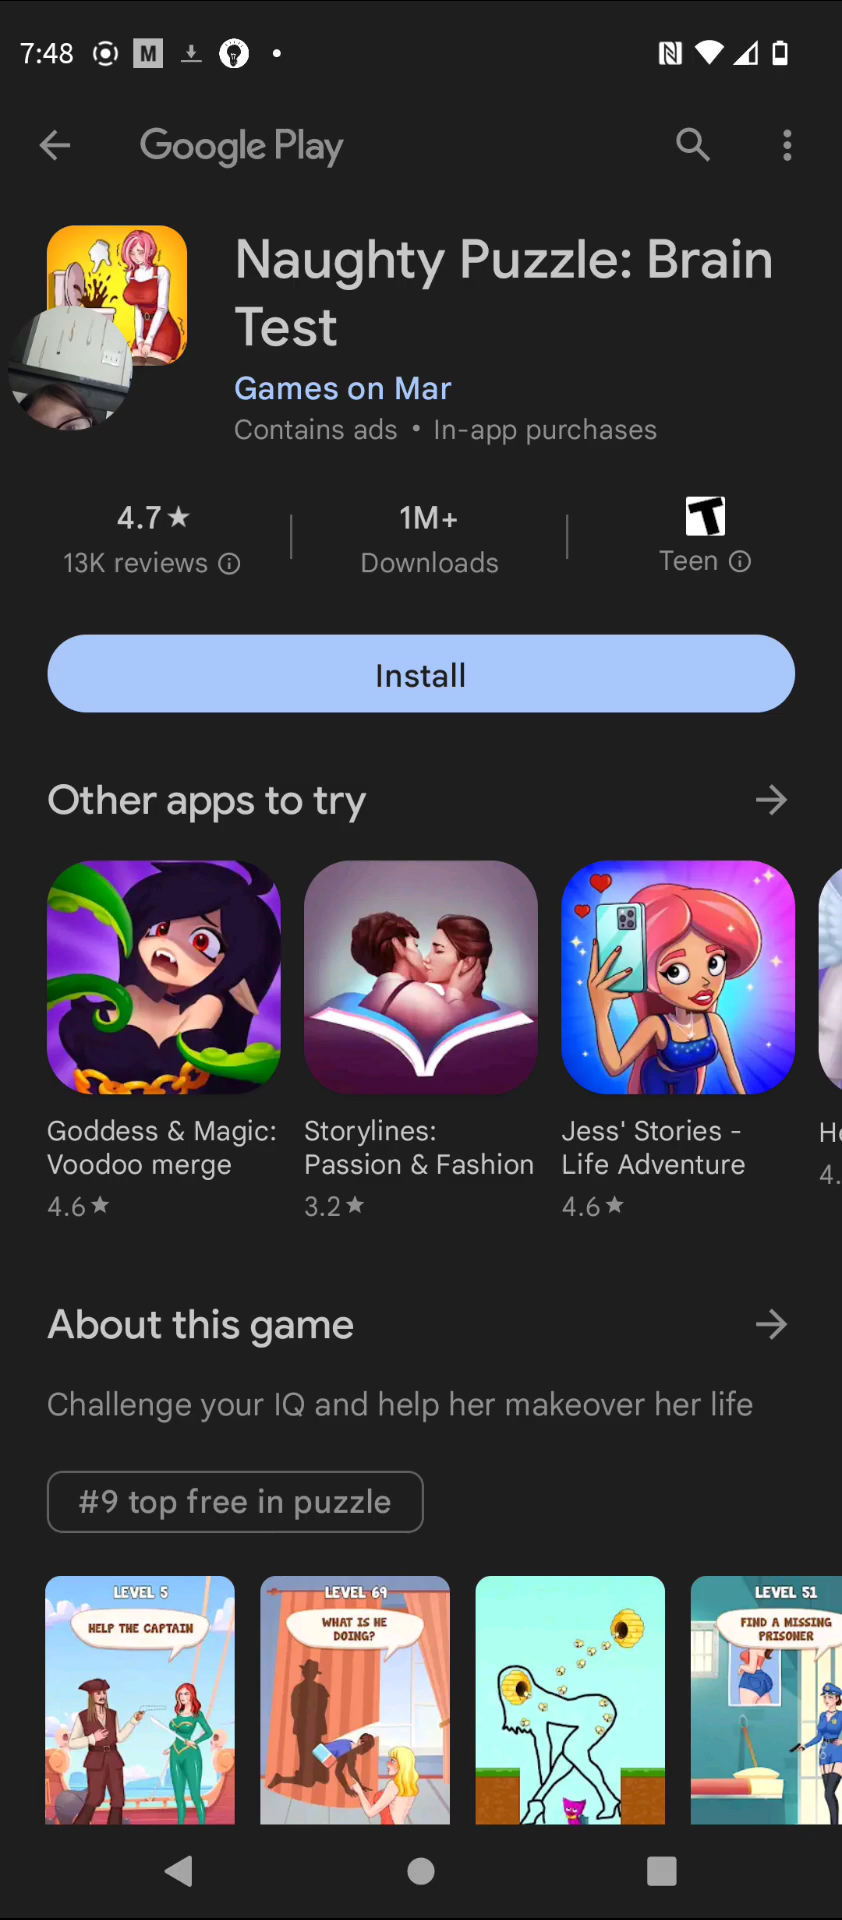 7:48
M
Google Play
Naughty Puzzle: Brain
Test
Games on Mar
Contains ads • In-app purchases
4.7★
13K reviews
1M+
Downloads
T
Teen
Install
Other apps to try
Goddess & Magic:
Voodoo merge
4.6★
Storylines:
Passion & Fashion
3.2★
Jess' Stories -
Life Adventure
4.6★
He
4.
About this game
Challenge your IQ and help her makeover her life
#9 top free in puzzle
LEVEL 5
HELP THE CAPTAIN
LEVEL 69
WHAT IS HE
DOING?
LEVEL 51
FIND A MISSING
PRISONER